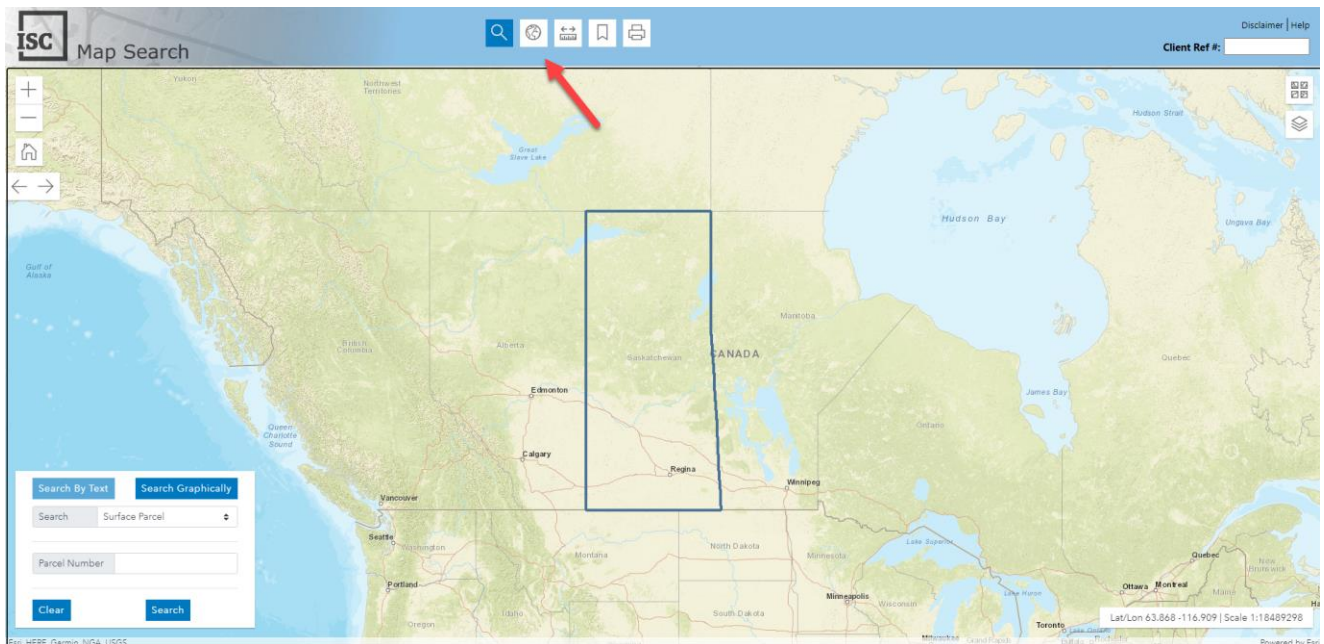 ISC
Map Search
Disclaimer | Help
Client Ref #:
Yukon
Northwest
Territories
Hudson Strait
Great
Slave Lake
Hudson Bay
Ungava Bay
Gulf of
Alaska
Manitoba
British
Columbia
Alberta
Saskatchewan
CANADA
Quebec
Edmonton
James Bay
Queen
Charlotte
Sound
Ontario
Calgary
Regina
Winnipeg
Vancouver
Search By Text
Search Graphically
Search
Surface Parcel
Parcel Number
Clear
Search
Seattle
Washington
Montana
North Dakota
Minnesota
Lake Superior
Quebec
New
Brunswick
Portland
Ottawa
Montreal
Maine
Minneapolis
Wisconsin
Lake Huron
Idaho
South Dakota
Oregon
Toronto
Lat/Lon 63.868 -116.909 | Scale 1:18489298
Esri, HERE, Garmin, NGA, USGS
Powered by Esri